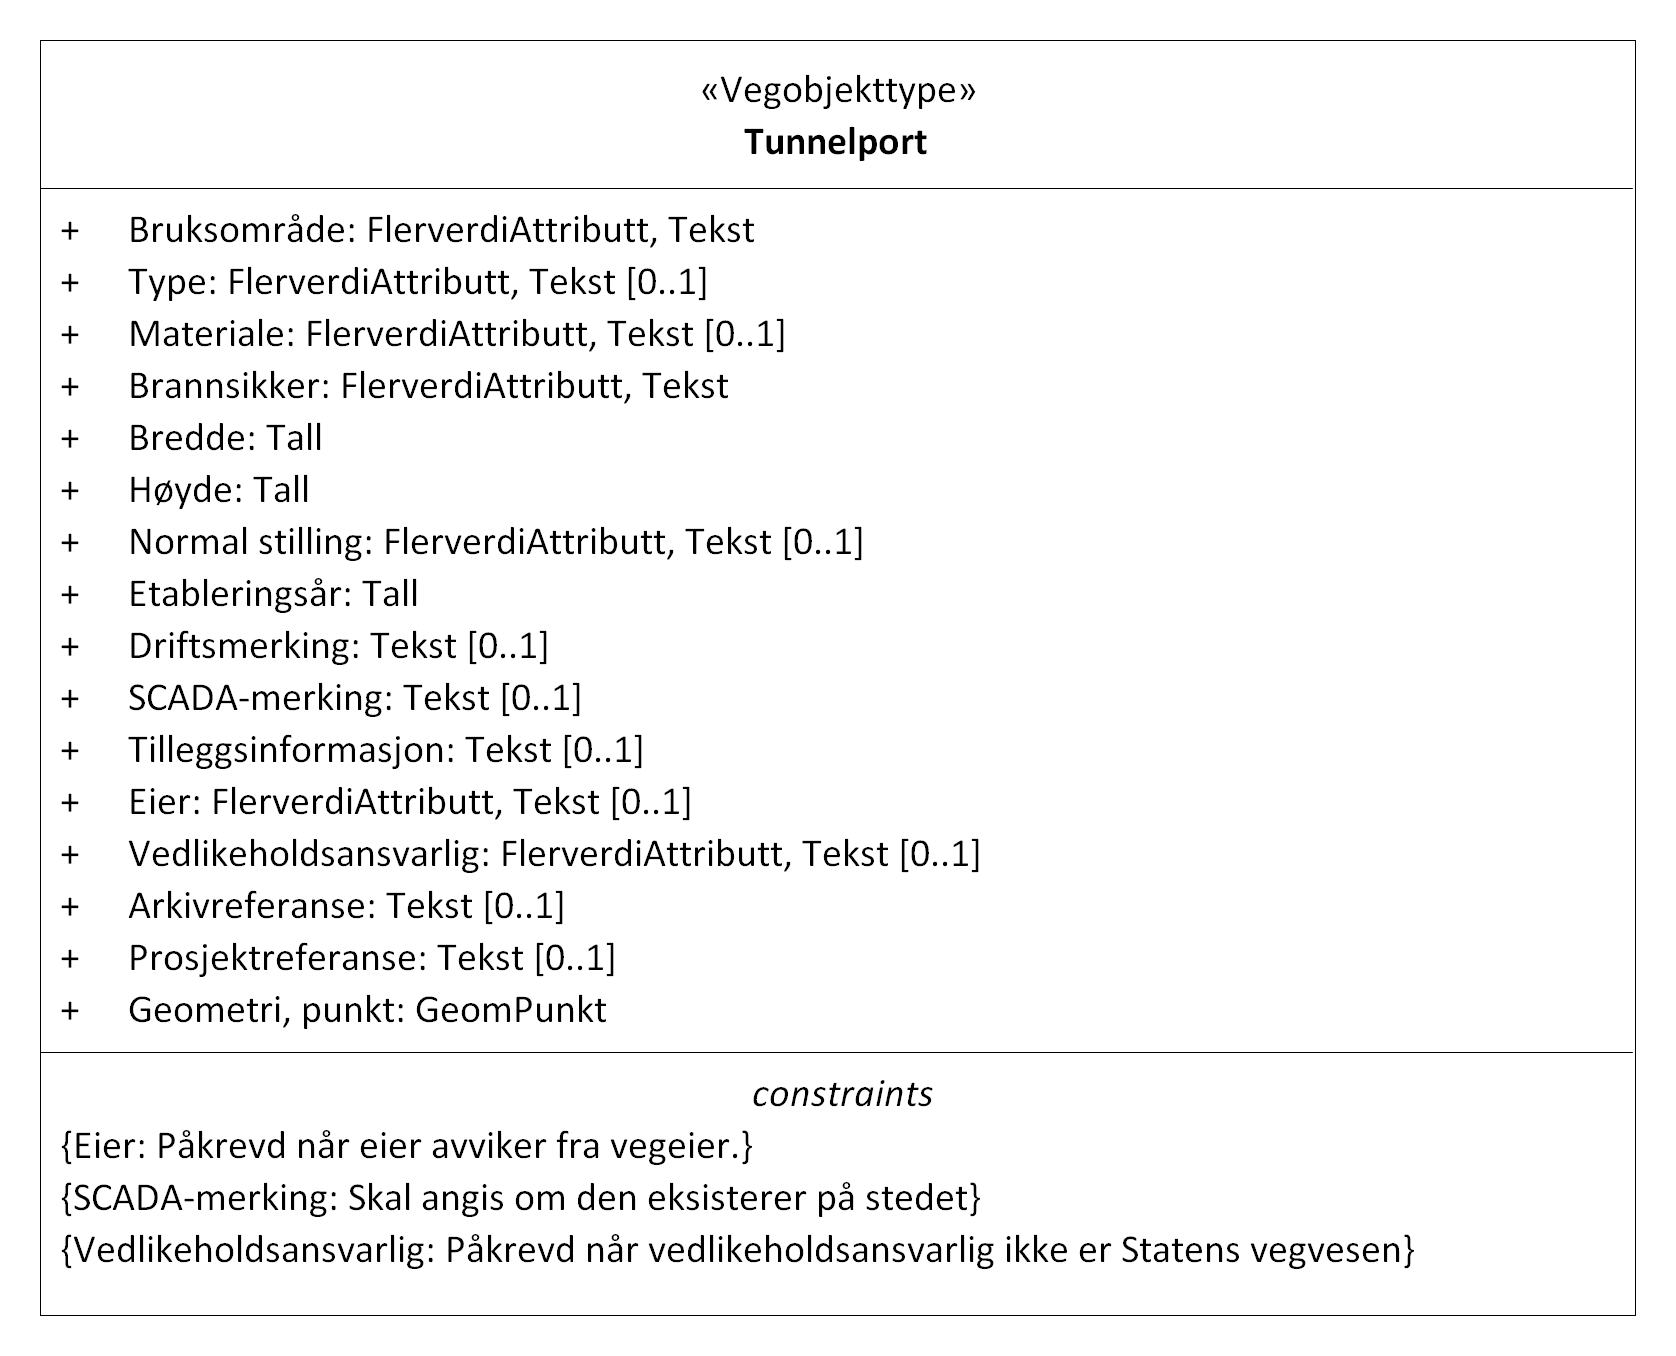 «Vegobjekttype»
Tunnelport
+ Bruksområde: FlerverdiAttributt, Tekst
+ Type: FlerverdiAttributt, Tekst [0..1]
+ Materiale: FlerverdiAttributt, Tekst [0..1]
+ Brannsikker: FlerverdiAttributt, Tekst
+ Bredde: Tall
+ Høyde: Tall
+ Normal stilling: FlerverdiAttributt, Tekst [0..1]
+ Etableringsår: Tall
+ Driftsmerking: Tekst [0..1]
+ SCADA-merking: Tekst [0..1]
+ Tilleggsinformasjon: Tekst [0..1]
+ Eier: FlerverdiAttributt, Tekst [0..1]
+ Vedlikeholdsansvarlig: FlerverdiAttributt, Tekst [0..1]
+ Arkivreferanse: Tekst [0..1]
+ Prosjektreferanse: Tekst [0..1]
+ Geometri, punkt: GeomPunkt
constraints
{Eier: Påkrevd når eier avviker fra vegeier.}
{SCADA-merking: Skal angis om den eksisterer på stedet}
{Vedlikeholdsansvarlig: Påkrevd når vedlikeholdsansvarlig ikke er Statens vegvesen}